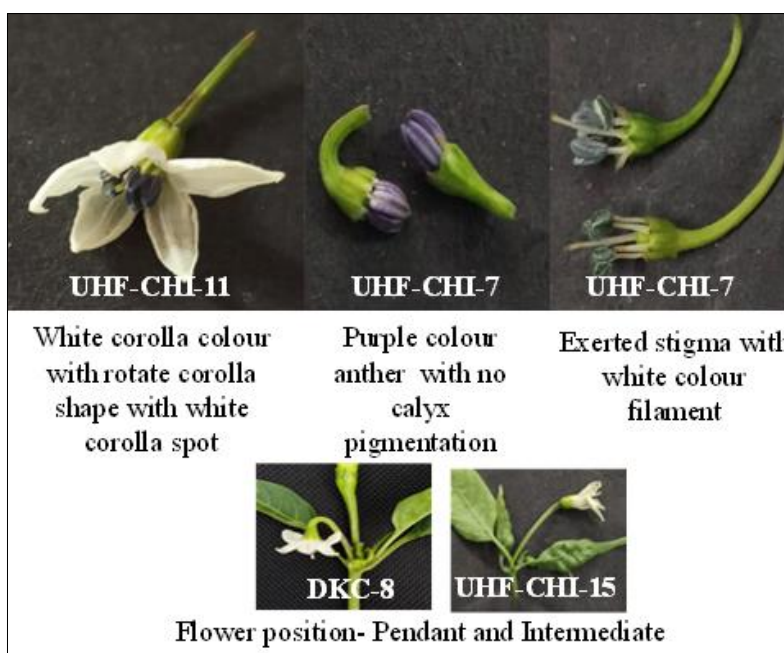 UHF-CHI-11
UHF-CHI-7
UHF-CHI-7
White corolla colour
with rotate corolla
shape with white
corolla spot
Purple colour
anther with no
calyx
pigmentation
Exerted stigma with
white colour
filament
DKC-8
UHF-CHI-15
Flower position- Pendant and Intermediate